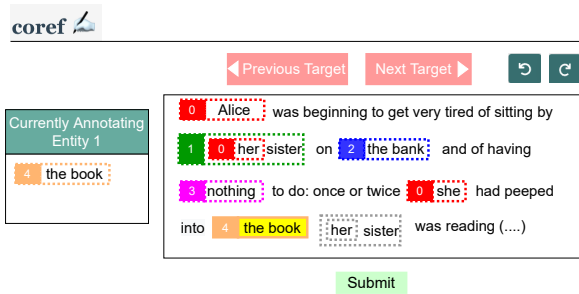 coref
Previous Target Next Target
Currently Annotating
Entity 1
4 the book
0 Alice was beginning to get very tired of sitting by
1 0 her sister on 2 the bank and of having
3 nothing to do: once or twice 0 she had peeped
into 4 the book her sister was reading (....)
Submit